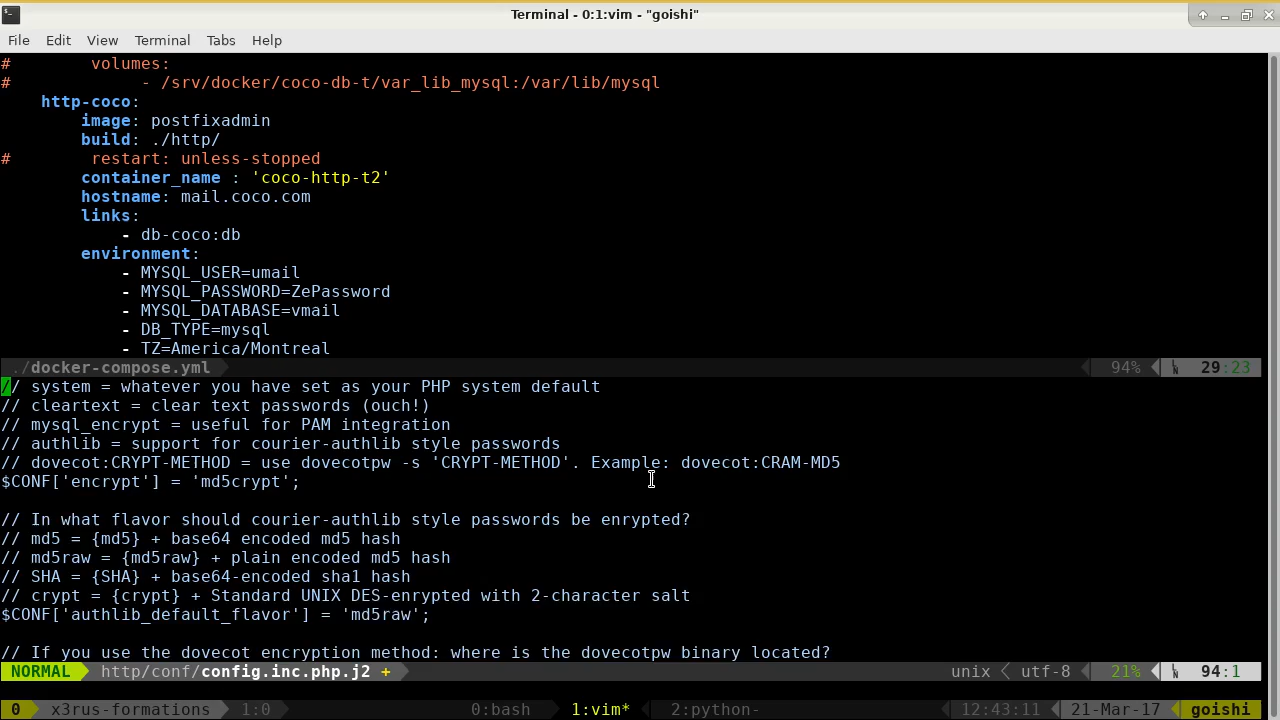 Terminal - 0:1:vim - "goishi"
File Edit View Terminal Tabs Help
#        volumes:
#             - /srv/docker/coco-db-t/var_lib_mysql:/var/lib/mysql
    http-coco:
        image: postfixadmin
        build: ./http/
#        restart: unless-stopped
        container_name : 'coco-http-t2'
        hostname: mail.coco.com
        links:
            - db-coco:db
        environment:
            - MYSQL_USER=umail
            - MYSQL_PASSWORD=ZePassword
            - MYSQL_DATABASE=vmail
            - DB_TYPE=mysql
            - TZ=America/Montreal
./docker-compose.yml 94% 29:23
// system = whatever you have set as your PHP system default
// cleartext = clear text passwords (ouch!)
// mysql_encrypt = useful for PAM integration
// authlib = support for courier-authlib style passwords
// dovecot:CRYPT-METHOD = use dovecotpw -s 'CRYPT-METHOD'. Example: dovecot:CRAM-MD5
$CONF['encrypt'] = 'md5crypt';

// In what flavor should courier-authlib style passwords be enrypted?
// md5 = {md5} + base64 encoded md5 hash
// md5raw = {md5raw} + plain encoded md5 hash
// SHA = {SHA} + base64-encoded sha1 hash
// crypt = {crypt} + Standard UNIX DES-enrypted with 2-character salt
$CONF['authlib_default_flavor'] = 'md5raw';

// If you use the dovecot encryption method: where is the dovecotpw binary located?
NORMAL http/conf/config.inc.php.j2 + unix utf-8 21% 94:1
0 x3rus-formations 1:0 0:bash 1:vim* 2:python- 12:43:11 21-Mar-17 goishi